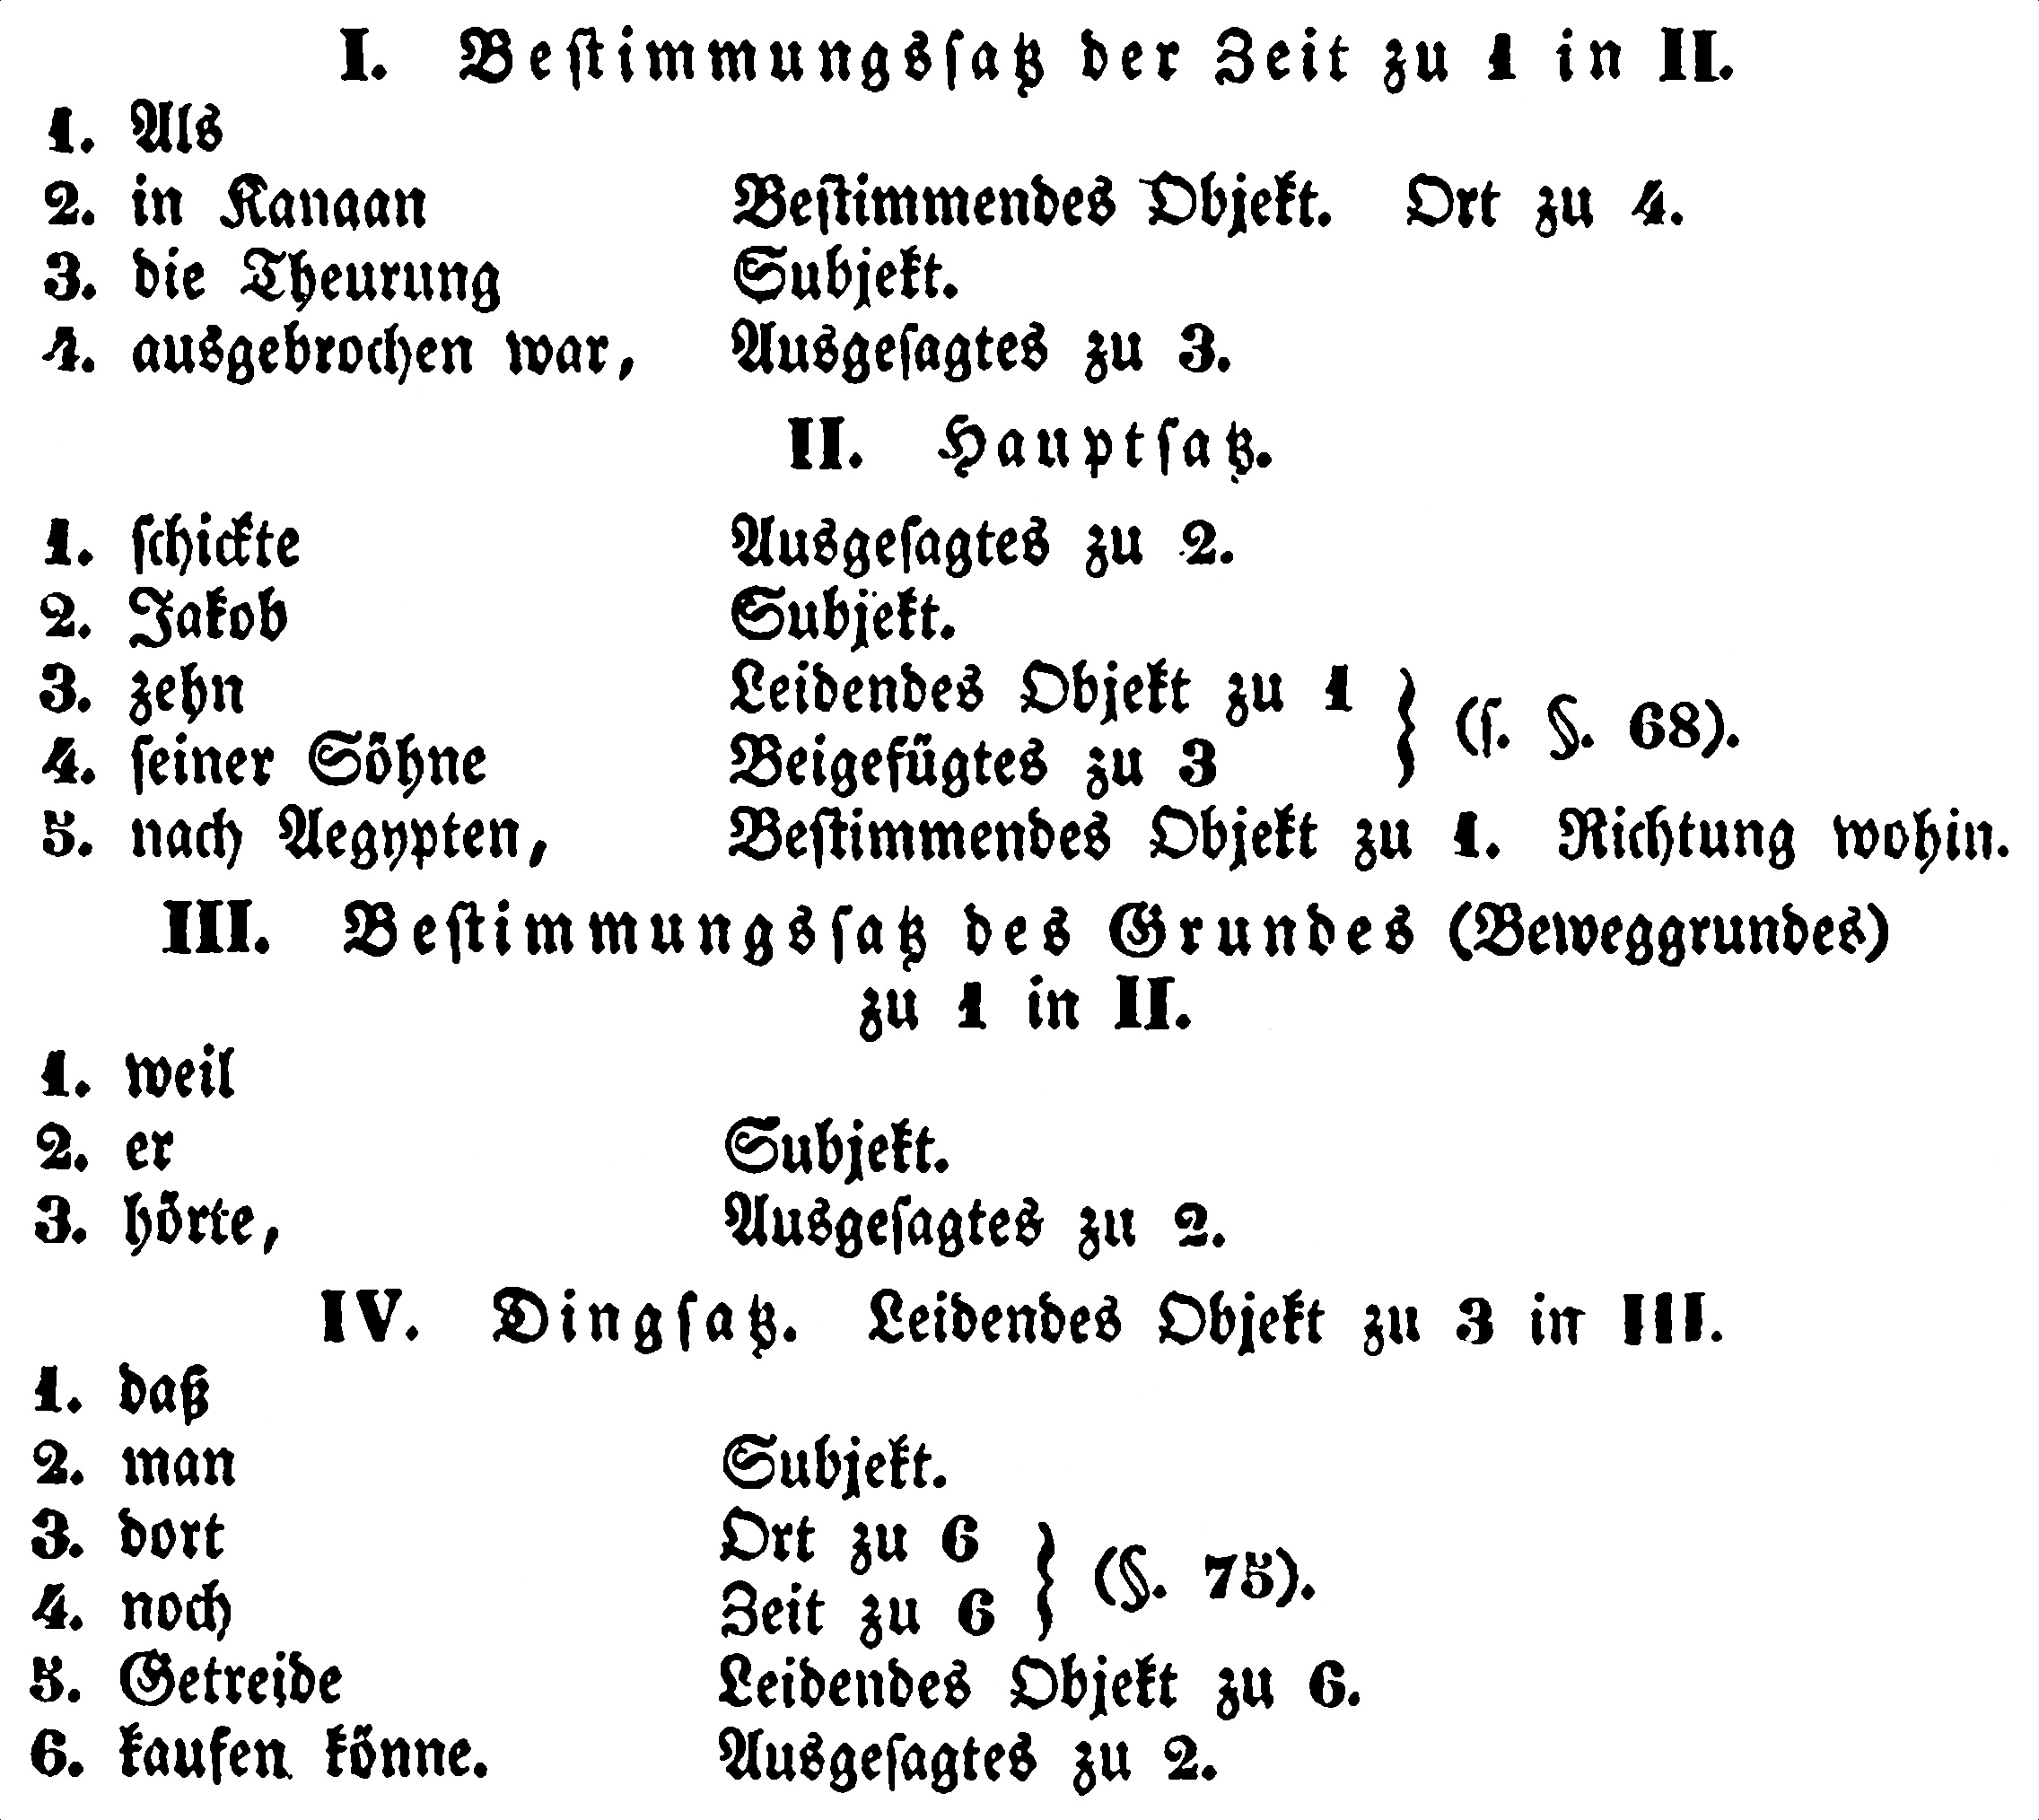 I. Beſtimmungsſatz der Zeit zu 1 in II.
1. Als
2. in Kanaan Beſtimmendes Objekt. Ort zu 4.
3. die Theurung Subjekt.
4. ausgebrochen war, Ausgeſagtes zu 3.
II. Hauptſatz.
1. ſchickte Ausgeſagtes zu 2.
2. Jakob Subjekt.
3. zehn Leidendes Objekt zu 1
(ſ. §. 68).
4. ſeiner Söhne Beigefügtes zu 3
5. nach Aegypten, Beſtimmendes Objekt zu 1. Richtung wohin.
III. Beſtimmungsſatz des Grundes (Beweggrundes)
zu 1 in II.
1. weil
2. er Subjekt.
3. hörte, Ausgeſagtes zu 2.
IV. Dingſatz. Leidendes Objekt zu 3 in III.
1. daß
2. man Subjekt.
3. dort Ort zu 6
(§. 75).
4. noch Zeit zu 6
5. Getreide Leidendes Objekt zu 6.
6. kaufen könne. Ausgeſagtes zu 2.